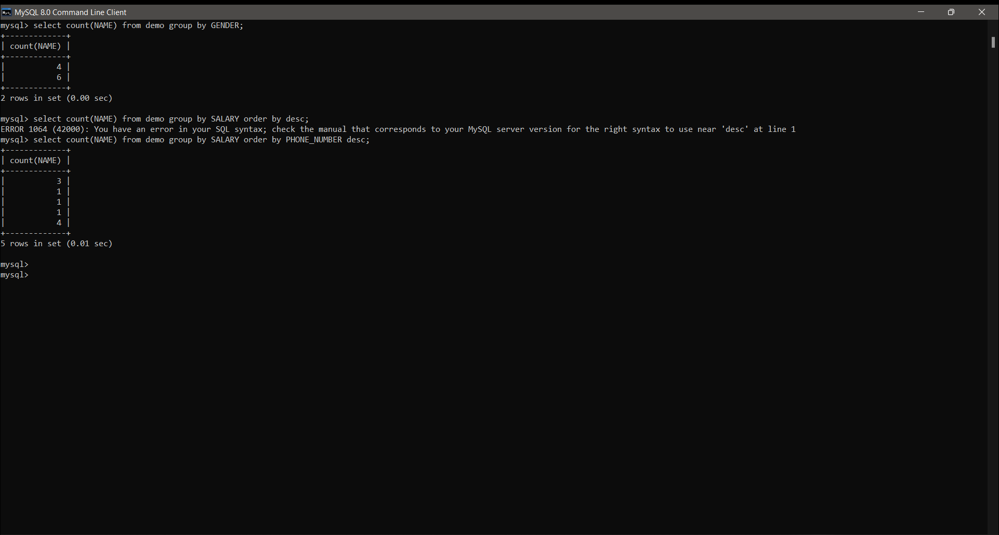 MySQL 8.0 Command Line Client
mysql> select count(NAME) from demo group by GENDER;
+-------------+
| count(NAME) |
+-------------+
|           4 |
|           6 |
+-------------+
2 rows in set (0.00 sec)

mysql> select count(NAME) from demo group by SALARY order by desc;
ERROR 1064 (42000): You have an error in your SQL syntax; check the manual that corresponds to your MySQL server version for the right syntax to use near 'desc' at line 1
mysql> select count(NAME) from demo group by SALARY order by PHONE_NUMBER desc;
+-------------+
| count(NAME) |
+-------------+
|           3 |
|           1 |
|           1 |
|           1 |
|           4 |
+-------------+
5 rows in set (0.01 sec)

mysql>
mysql>